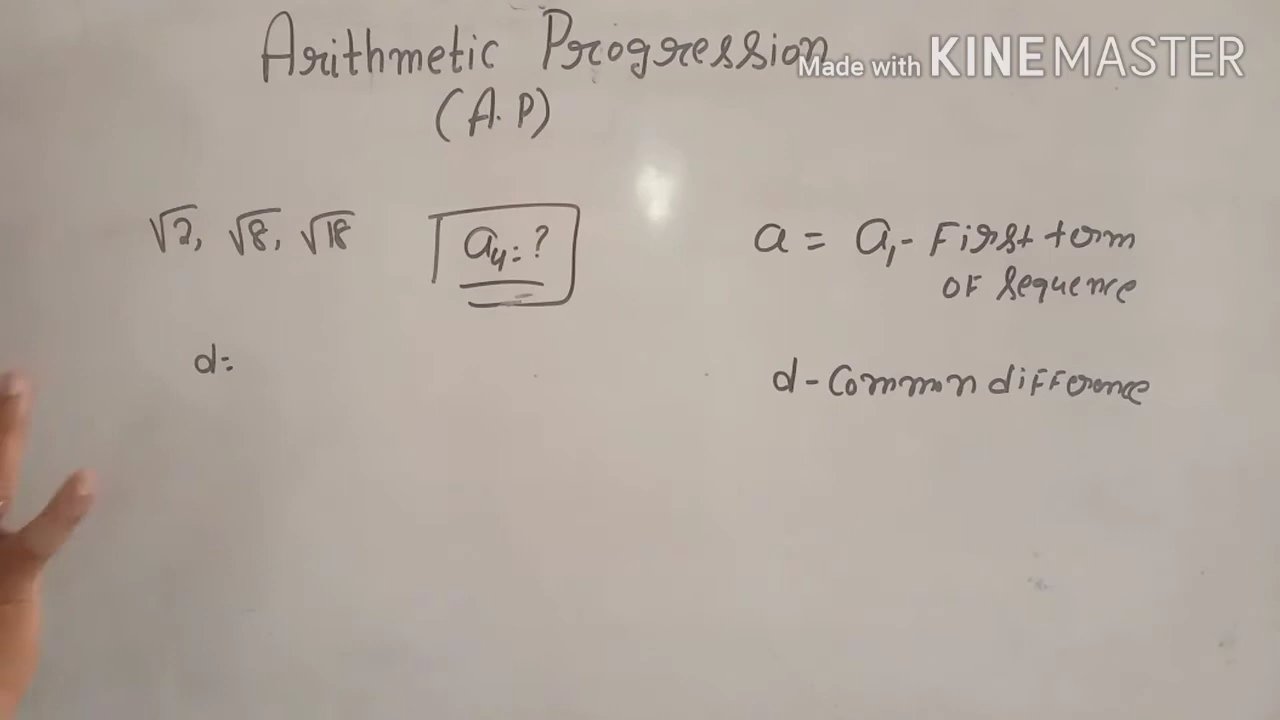 Arithmetic Progression
Made with KINEMASTER
(A.P)
√2, √8, √18
a₄ = ?
a = a₁ - First term
of sequence
d =
d - Common difference